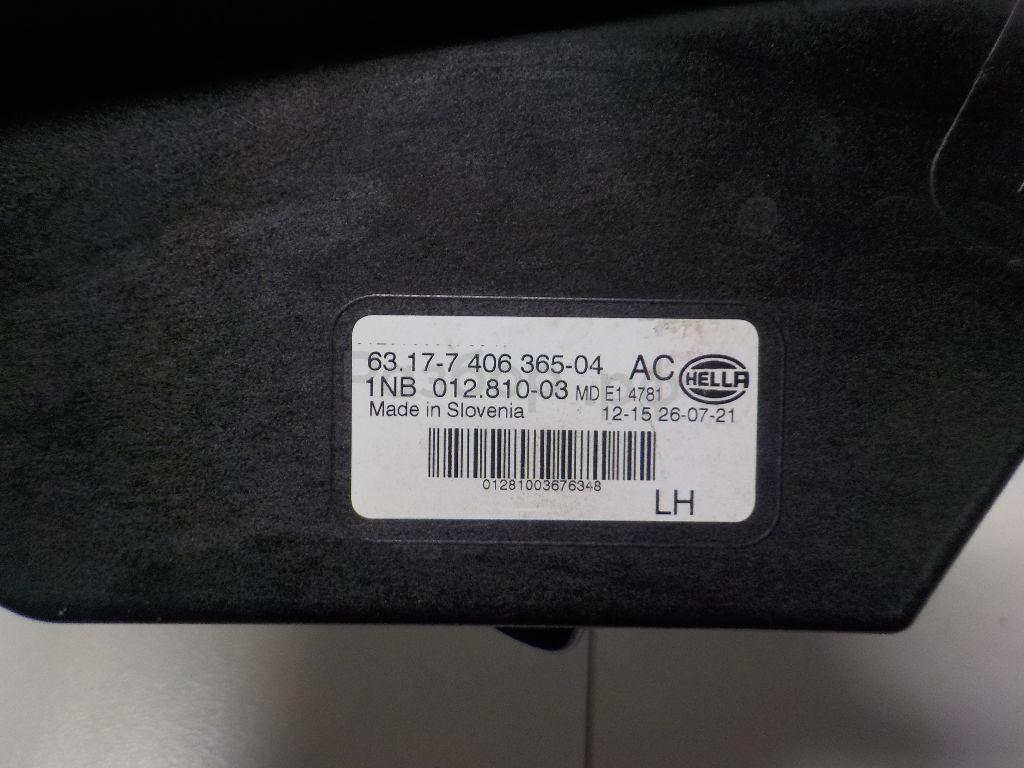 63.17-7 406 365-04 AC HELLA
1NB 012.810-03 MD E1 4781
Made in Slovenia 12-15 26-07-21
01281003676348
LH